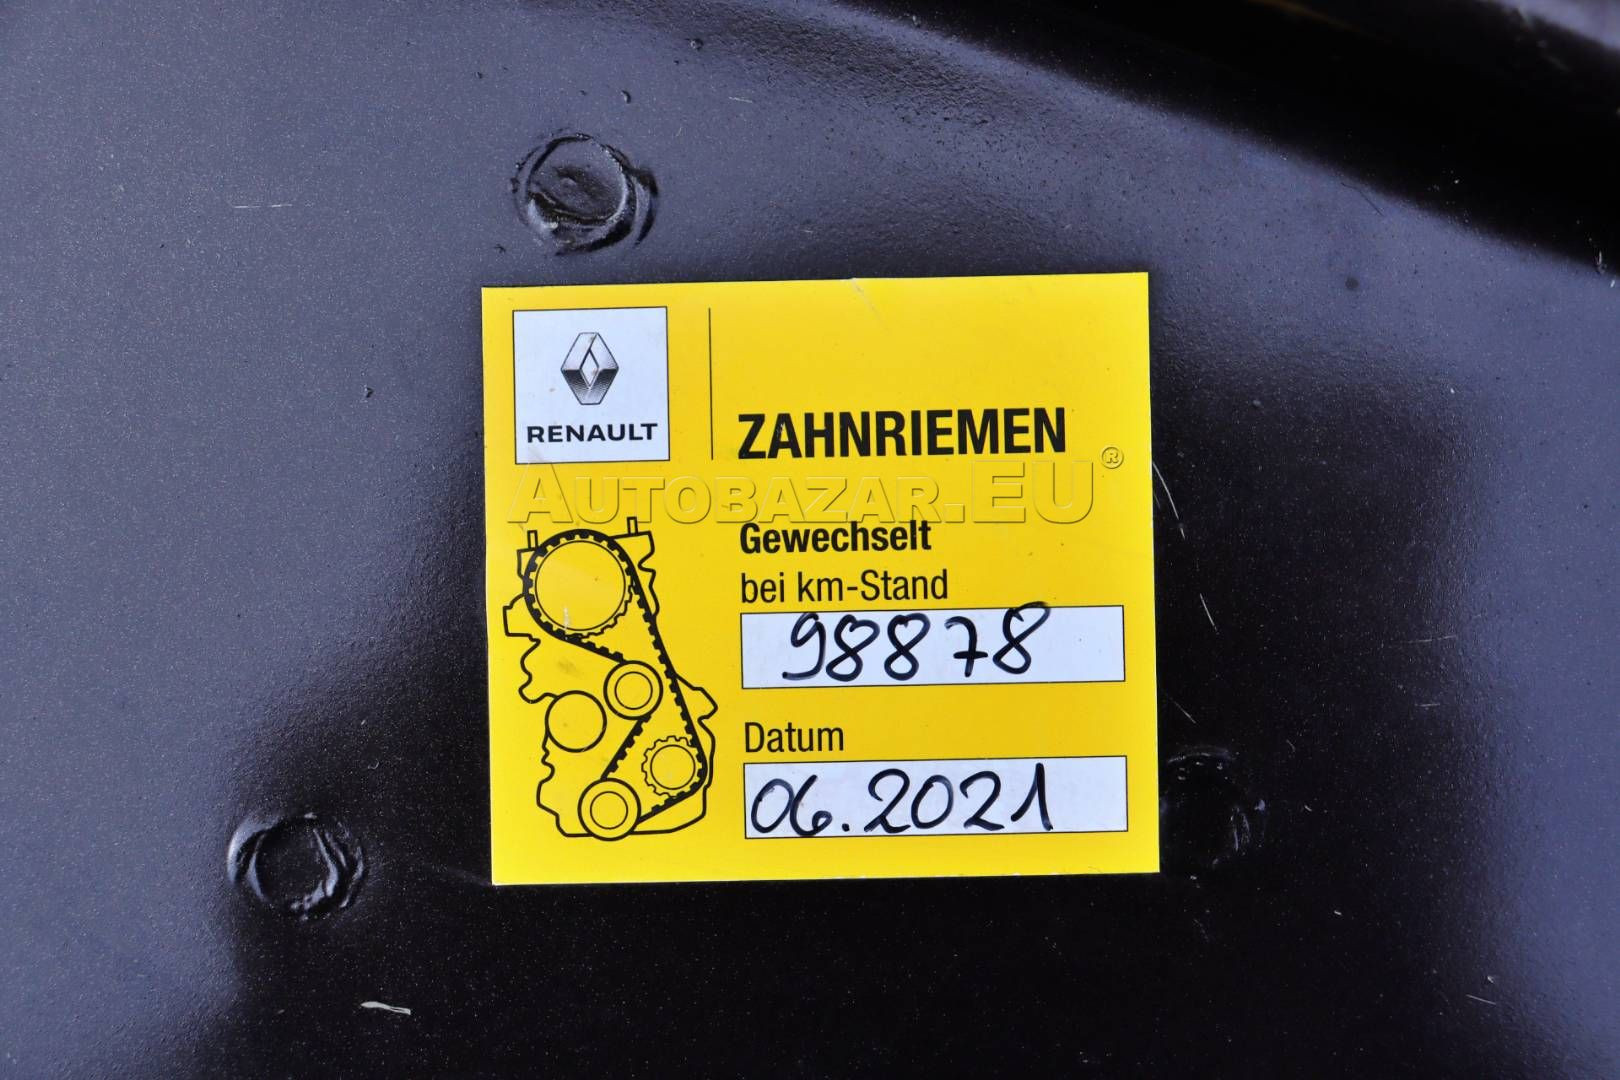 RENAULT
ZAHNRIEMEN
AUTOBAZAR.EU®
Gewechselt
bei km-Stand
98878
Datum
06.2021